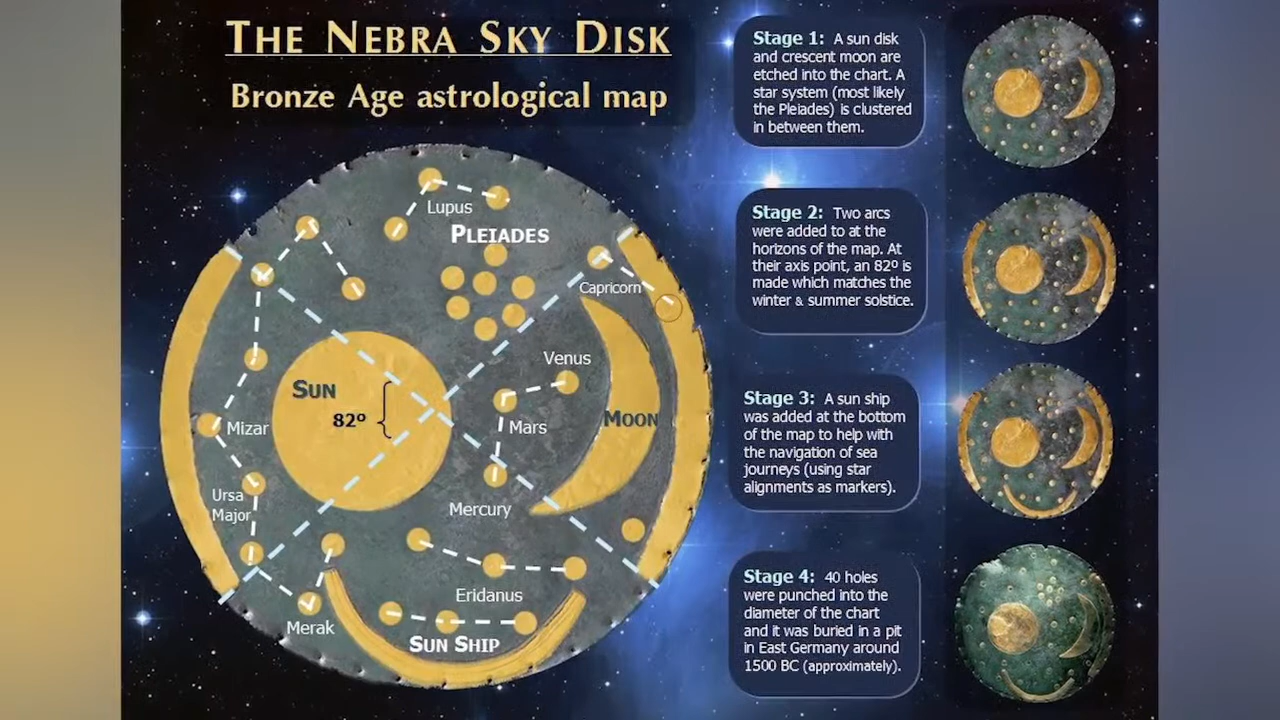 THE NEBRA SKY DISK
Bronze Age astrological map
Lupus
PLEIADES
Capricorn
Venus
SUN
82º
Mars
MOON
Mizar
Ursa
Major
Mercury
Eridanus
Merak
SUN SHIP
Stage 1: A sun disk
and crescent moon are
etched into the chart. A
star system (most likely
the Pleiades) is clustered
in between them.
Stage 2: Two arcs
were added to at the
horizons of the map. At
their axis point, an 82º is
made which matches the
winter & summer solstice.
Stage 3: A sun ship
was added at the bottom
of the map to help with
the navigation of sea
journeys (using star
alignments as markers).
Stage 4: 40 holes
were punched into the
diameter of the chart
and it was buried in a pit
in East Germany around
1500 BC (approximately).